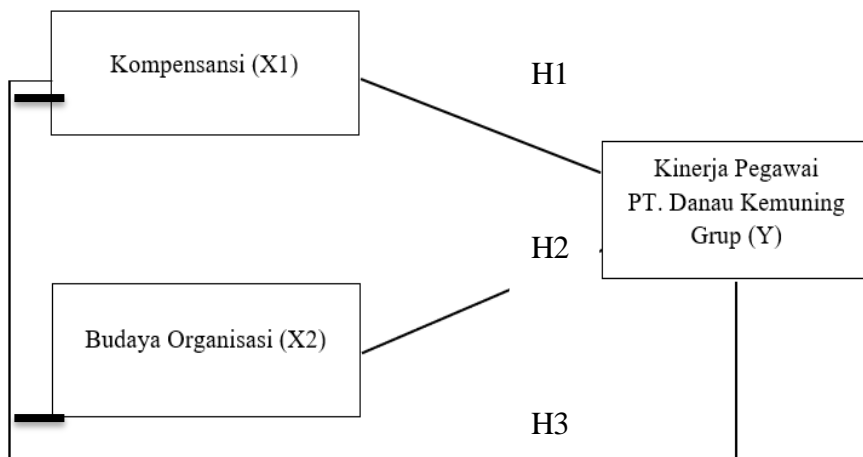 Kompensansi (X1)
H1
Kinerja Pegawai
PT. Danau Kemuning
Grup (Y)
H2
Budaya Organisasi (X2)
H3